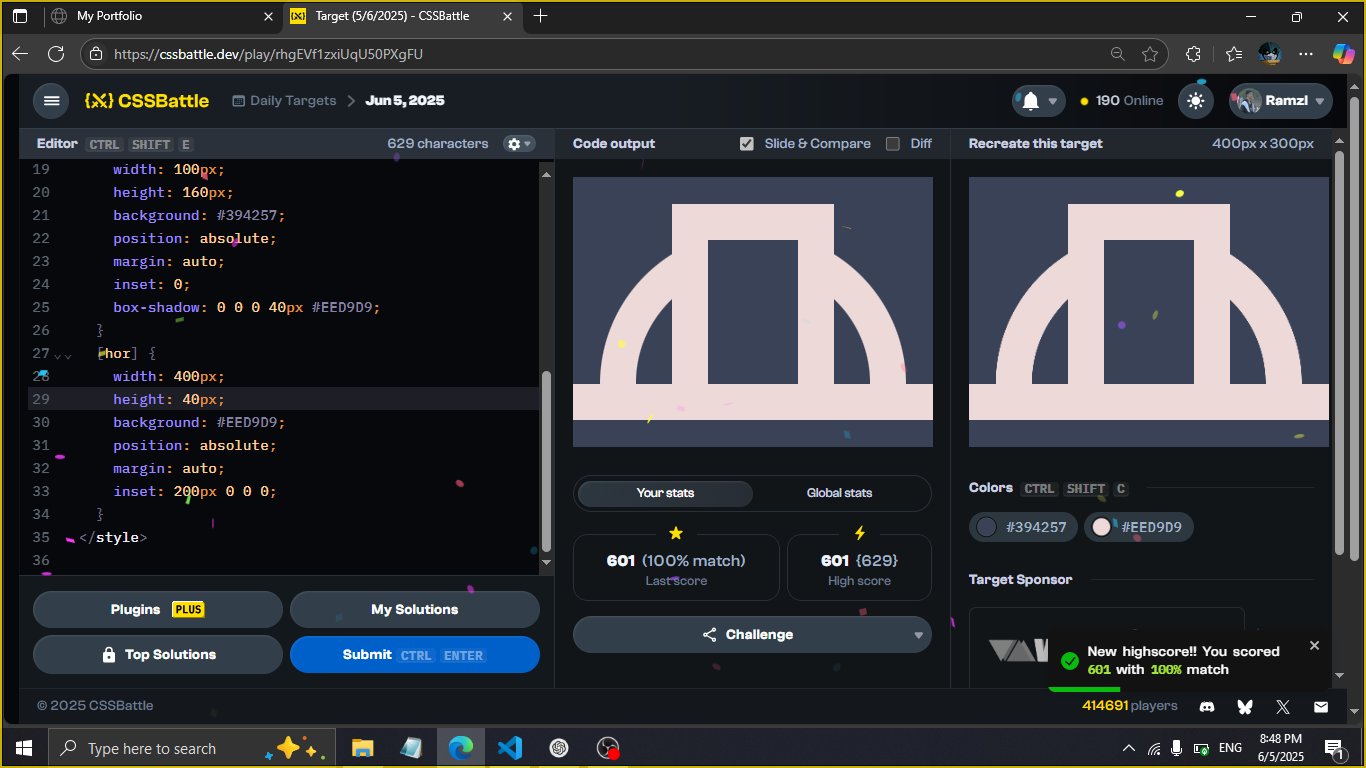 My Portfolio
Target (5/6/2025) - CSSBattle
https://cssbattle.dev/play/rhgEVf1zxiUqU50PXgFU
{X} CSSBattle
Daily Targets > Jun 5, 2025
190 Online
Ramzl
Editor CTRL SHIFT E
629 characters
19 width: 100px;
20 height: 160px;
21 background: #394257;
22 position: absolute;
23 margin: auto;
24 inset: 0;
25 box-shadow: 0 0 0 40px #EED9D9;
26 }
27 [hor] {
28 width: 400px;
29 height: 40px;
30 background: #EED9D9;
31 position: absolute;
32 margin: auto;
33 inset: 200px 0 0 0;
34 }
35 </style>
36
Plugins PLUS
My Solutions
Top Solutions
Submit CTRL ENTER
Code output
Slide & Compare
Diff
Your stats
Global stats
601 (100% match)
Last score
601 {629}
High score
Challenge
Recreate this target
400px x 300px
Colors CTRL SHIFT C
#394257
#EED9D9
Target Sponsor
New highscore!! You scored
601 with 100% match
© 2025 CSSBattle
414691 players
Type here to search
ENG
8:48 PM
6/5/2025
1